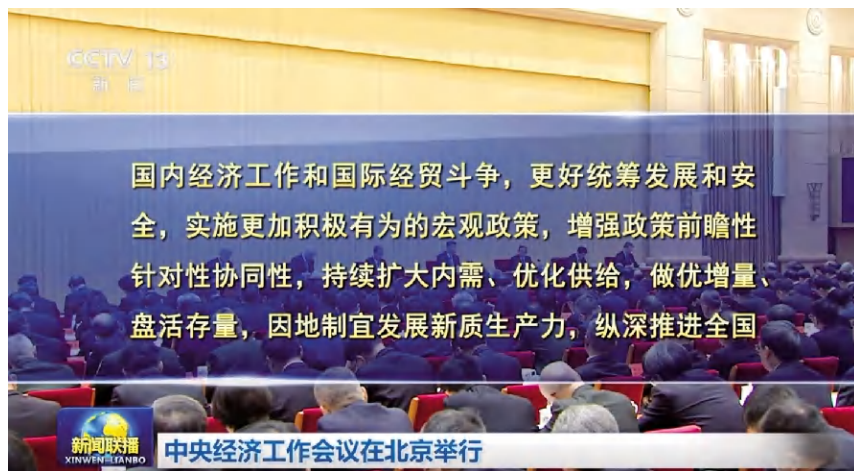 CCTV 13
新闻
国内经济工作和国际经贸斗争，更好统筹发展和安
全，实施更加积极有为的宏观政策，增强政策前瞻性
针对性协同性，持续扩大内需、优化供给，做优增量、
盘活存量，因地制宜发展新质生产力，纵深推进全国
新闻联播
XINWEN LIANBO
中央经济工作会议在北京举行